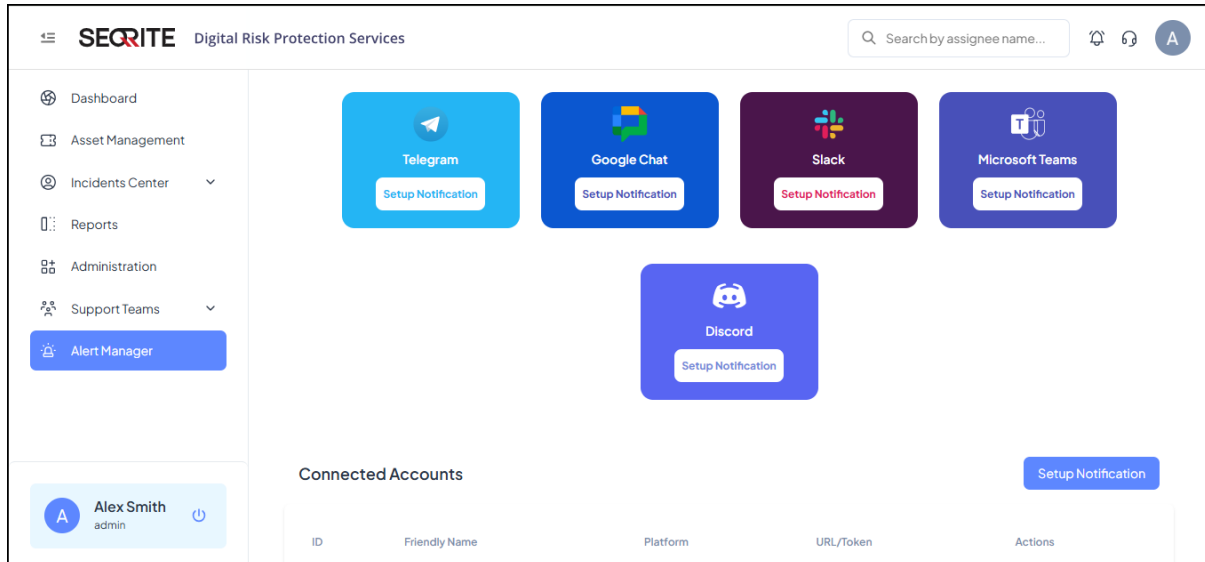 SEQRITE Digital Risk Protection Services
Search by assignee name...
A
Dashboard
Asset Management
Incidents Center
Reports
Administration
Support Teams
Alert Manager
A
Alex Smith
admin
Telegram
Setup Notification
Google Chat
Setup Notification
Slack
Setup Notification
T
Microsoft Teams
Setup Notification
Discord
Setup Notification
Connected Accounts
Setup Notification
ID Friendly Name Platform URL/Token Actions